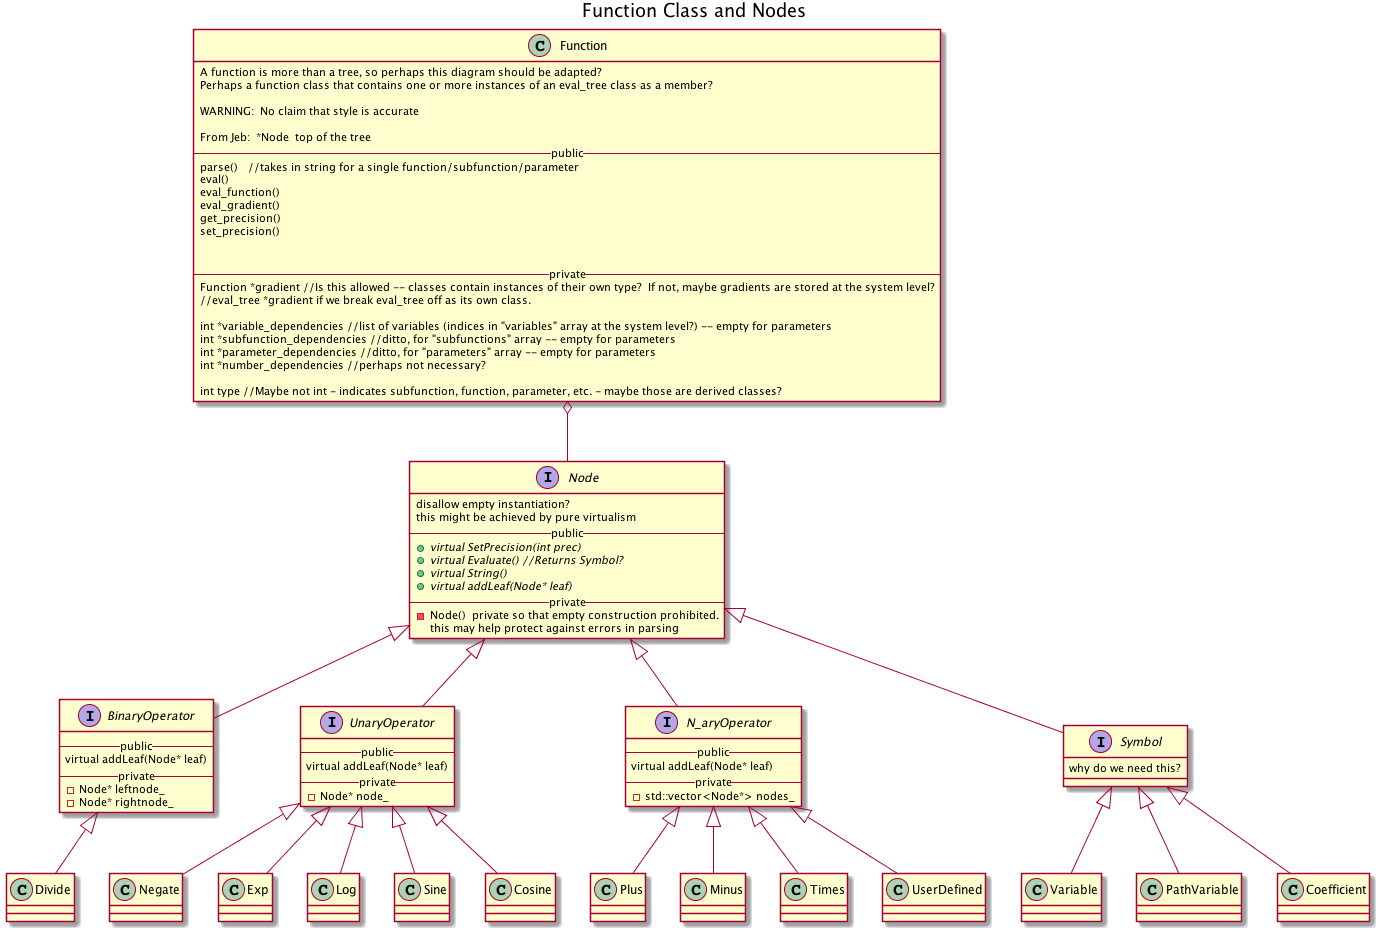 Function Class and Nodes
C Function
A function is more than a tree, so perhaps this diagram should be adapted?
Perhaps a function class that contains one or more instances of an eval_tree class as a member?
WARNING:  No claim that style is accurate
From Jeb:  *Node  top of the tree
public
parse()   //takes in string for a single function/subfunction/parameter
eval()
eval_function()
eval_gradient()
get_precision()
set_precision()
private
Function *gradient //Is this allowed -- classes contain instances of their own type?  If not, maybe gradients are stored at the system level?
//eval_tree *gradient if we break eval_tree off as its own class.
int *variable_dependencies //list of variables (indices in "variables" array at the system level?) -- empty for parameters
int *subfunction_dependencies //ditto, for "subfunctions" array -- empty for parameters
int *parameter_dependencies //ditto, for "parameters" array -- empty for parameters
int *number_dependencies //perhaps not necessary?
int type //Maybe not int - indicates subfunction, function, parameter, etc. - maybe those are derived classes?
I Node
disallow empty instantiation?
this might be achieved by pure virtualism
public
virtual SetPrecision(int prec)
virtual Evaluate() //Returns Symbol?
virtual String()
virtual addLeaf(Node* leaf)
private
Node()  private so that empty construction prohibited.
this may help protect against errors in parsing
I BinaryOperator
public
virtual addLeaf(Node* leaf)
private
Node* leftnode_
Node* rightnode_
I UnaryOperator
public
virtual addLeaf(Node* leaf)
private
Node* node_
I N_aryOperator
public
virtual addLeaf(Node* leaf)
private
std::vector<Node*> nodes_
I Symbol
why do we need this?
C Divide
C Negate
C Exp
C Log
C Sine
C Cosine
C Plus
C Minus
C Times
C UserDefined
C Variable
C PathVariable
C Coefficient